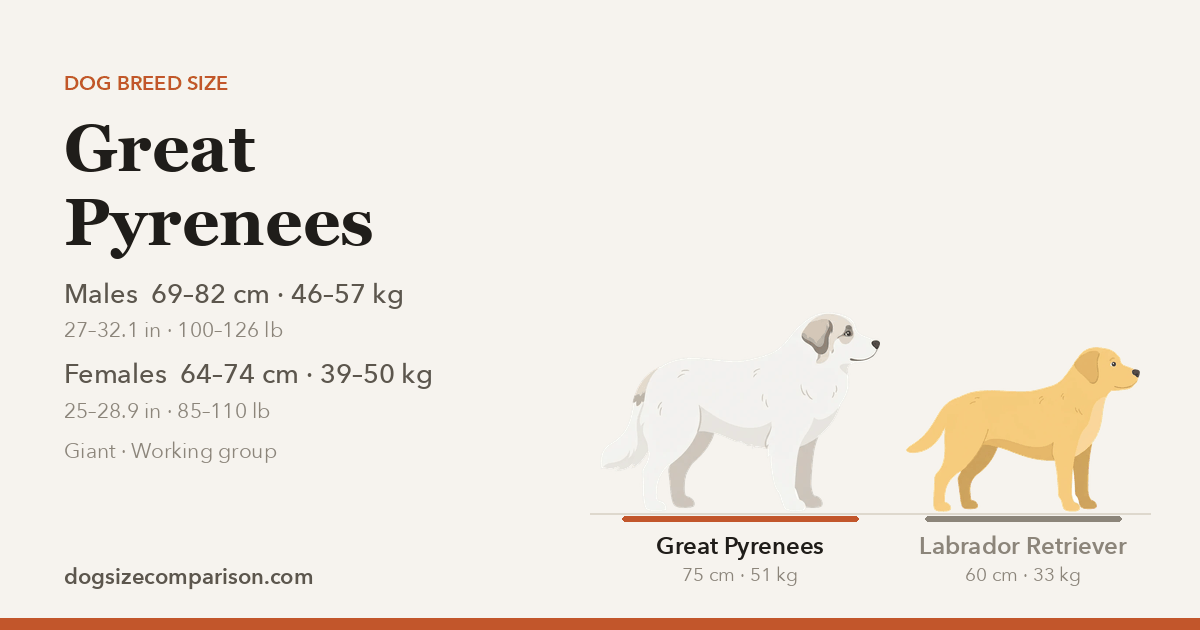 DOG BREED SIZE
Great
Pyrenees
Males 69–82 cm · 46–57 kg
27–32.1 in · 100–126 lb
Females 64–74 cm · 39–50 kg
25–28.9 in · 85–110 lb
Giant · Working group
Great Pyrenees
75 cm · 51 kg
Labrador Retriever
60 cm · 33 kg
dogsizecomparison.com